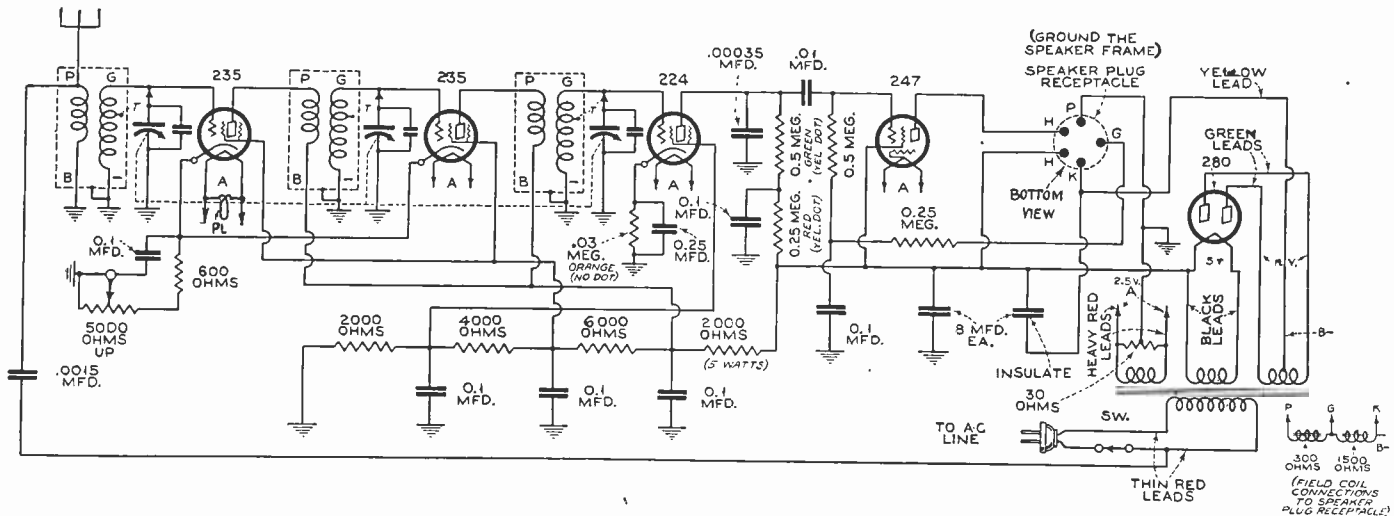 P G
235
P G
235
P G
224
.00035
MFD.
.01
MFD.
247
(GROUND THE
SPEAKER FRAME)
SPEAKER PLUG
RECEPTACLE
YELLOW
LEAD
GREEN
LEADS
280
T
T
T
P
H
G
H
K
BOTTOM
VIEW
0.5 MEG.
GREEN
(YEL. DOT)
0.5 MEG.
0.25 MEG.
RED
(YEL. DOT)
B
–
B
–
B
–
A
PL
A
A
A
0.1
MFD.
600
OHMS
5000
OHMS
UP
.03
MEG.
ORANGE
(NO DOT)
0.25
MFD.
0.1
MFD.
0.25
MEG.
5V
H.V.
2.5V.
A
HEAVY RED
LEADS
BLACK
LEADS
B–
2000
OHMS
4000
OHMS
6000
OHMS
2000
OHMS
(5 WATTS)
0.1
MFD.
0.1
MFD.
0.1
MFD.
0.1
MFD.
8 MFD.
EA.
INSULATE
30
OHMS
.0015
MFD.
TO A-C
LINE
SW.
THIN RED
LEADS
P G K
B–
300
OHMS
1500
OHMS
(FIELD COIL
CONNECTIONS
TO SPEAKER
PLUG RECEPTACLE)